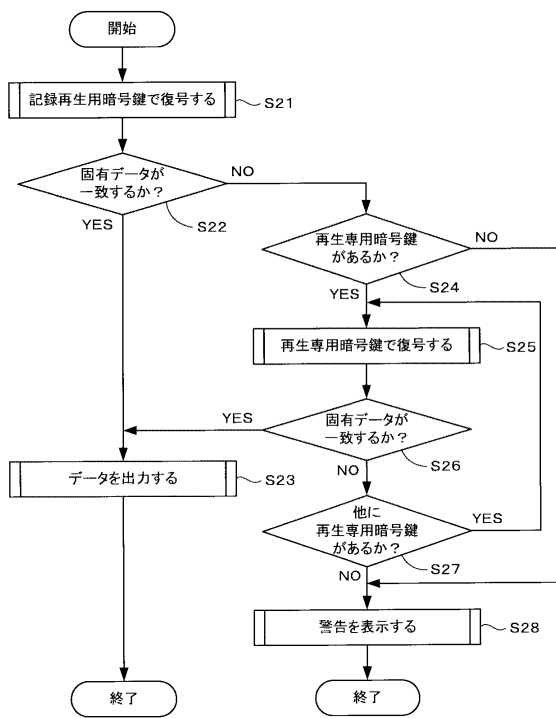 開始
記録再生用暗号鍵で復号する
S21
固有データが
一致するか？
NO
S22
YES
再生専用暗号鍵
があるか？
NO
S24
YES
再生専用暗号鍵で復号する
S25
YES
固有データが
一致するか？
S26
NO
データを出力する
S23
他に
再生専用暗号鍵
があるか？
YES
S27
NO
警告を表示する
S28
終了
終了